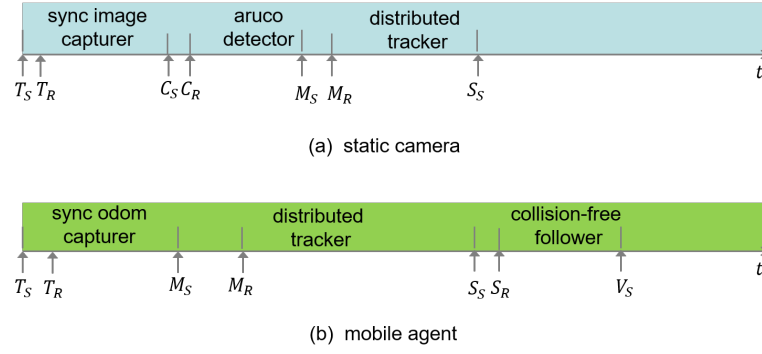 sync image capturer
aruco detector
distributed tracker
T_S T_R C_S C_R M_S M_R S_S t
(a) static camera
sync odom capturer
distributed tracker
collision-free follower
T_S T_R M_S M_R S_S S_R V_S t
(b) mobile agent